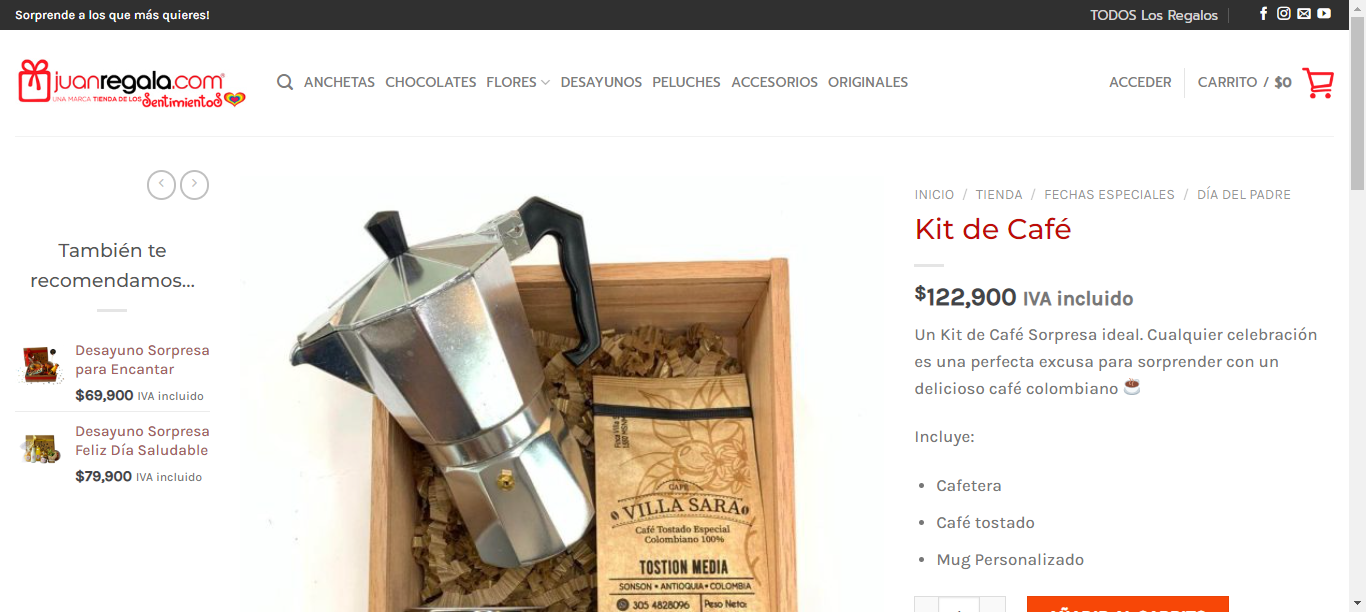 Sorprende a los que más quieres!
TODOS Los Regalos
juanregala.com®
UNA MARCA TIENDA DE LOS
Sentimientos
ANCHETAS CHOCOLATES FLORES DESAYUNOS PELUCHES ACCESORIOS ORIGINALES
ACCEDER
CARRITO / $0
También te
recomendamos...
Desayuno Sorpresa
para Encantar
$69,900 IVA incluido
Desayuno Sorpresa
Feliz Día Saludable
$79,900 IVA incluido
CAFÉ
VILLA SARA
Café Tostado Especial
Colombiano 100%
TOSTION MEDIA
SONSON • ANTIOQUIA • COLOMBIA
305 4828096
Peso Neto:
INICIO / TIENDA / FECHAS ESPECIALES / DÍA DEL PADRE
Kit de Café
$122,900 IVA incluido
Un Kit de Café Sorpresa ideal. Cualquier celebración
es una perfecta excusa para sorprender con un
delicioso café colombiano ☕
Incluye:
• Cafetera
• Café tostado
• Mug Personalizado
AÑADIR AL CARRITO